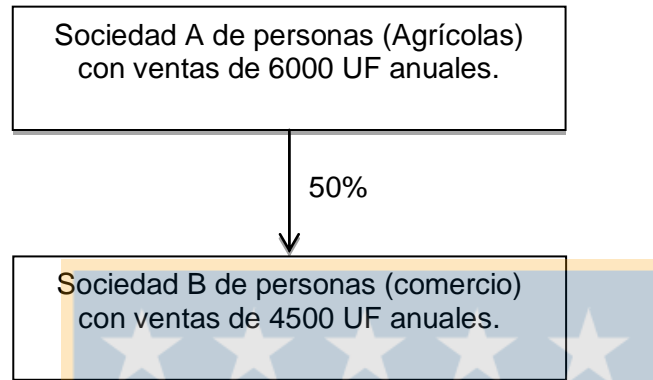 Sociedad A de personas (Agrícolas)
con ventas de 6000 UF anuales.
50%
Sociedad B de personas (comercio)
con ventas de 4500 UF anuales.